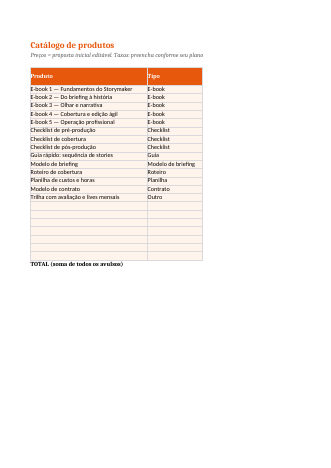 Catálogo de produtos
Preços = proposta inicial editável. Taxas: preencha conforme seu plano
Produto Tipo
E-book 1 — Fundamentos do Storymaker E-book
E-book 2 — Do briefing à história E-book
E-book 3 — Olhar e narrativa E-book
E-book 4 — Cobertura e edição ágil E-book
E-book 5 — Operação profissional E-book
Checklist de pré-produção Checklist
Checklist de cobertura Checklist
Checklist de pós-produção Checklist
Guia rápido: sequência de stories Guia
Modelo de briefing Modelo de briefing
Roteiro de cobertura Roteiro
Planilha de custos e horas Planilha
Modelo de contrato Contrato
Trilha com avaliação e lives mensais Outro
TOTAL (soma de todos os avulsos)